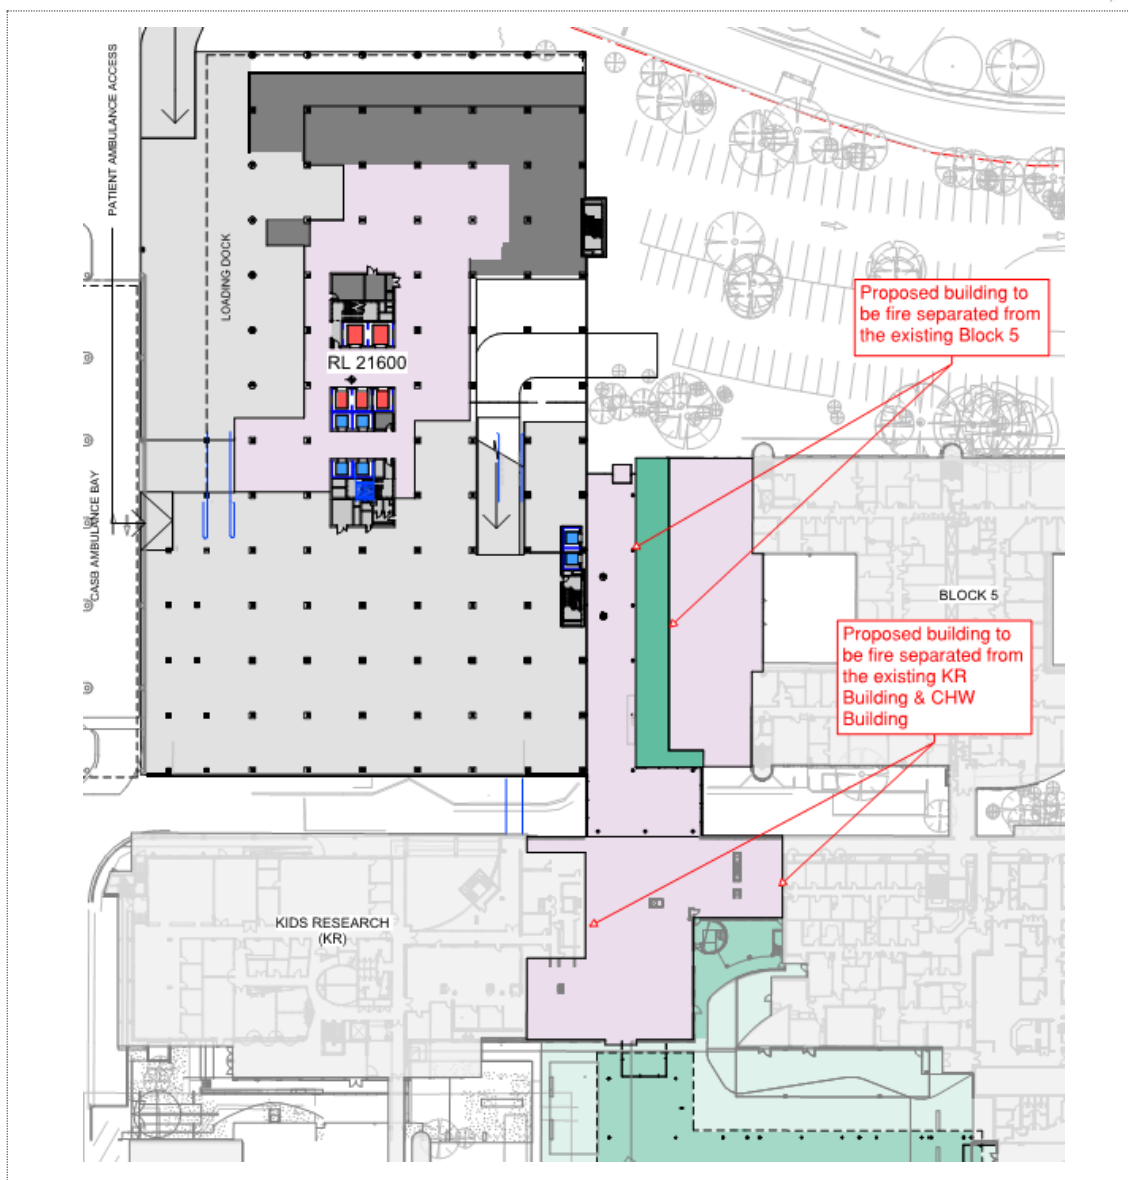 PATIENT AMBULANCE ACCESS
LOADING DOCK
RL 21600
CASB AMBULANCE BAY
Proposed building to
be fire separated from
the existing Block 5
BLOCK 5
Proposed building to
be fire separated from
the existing KR
Building & CHW
Building
KIDS RESEARCH
(KR)